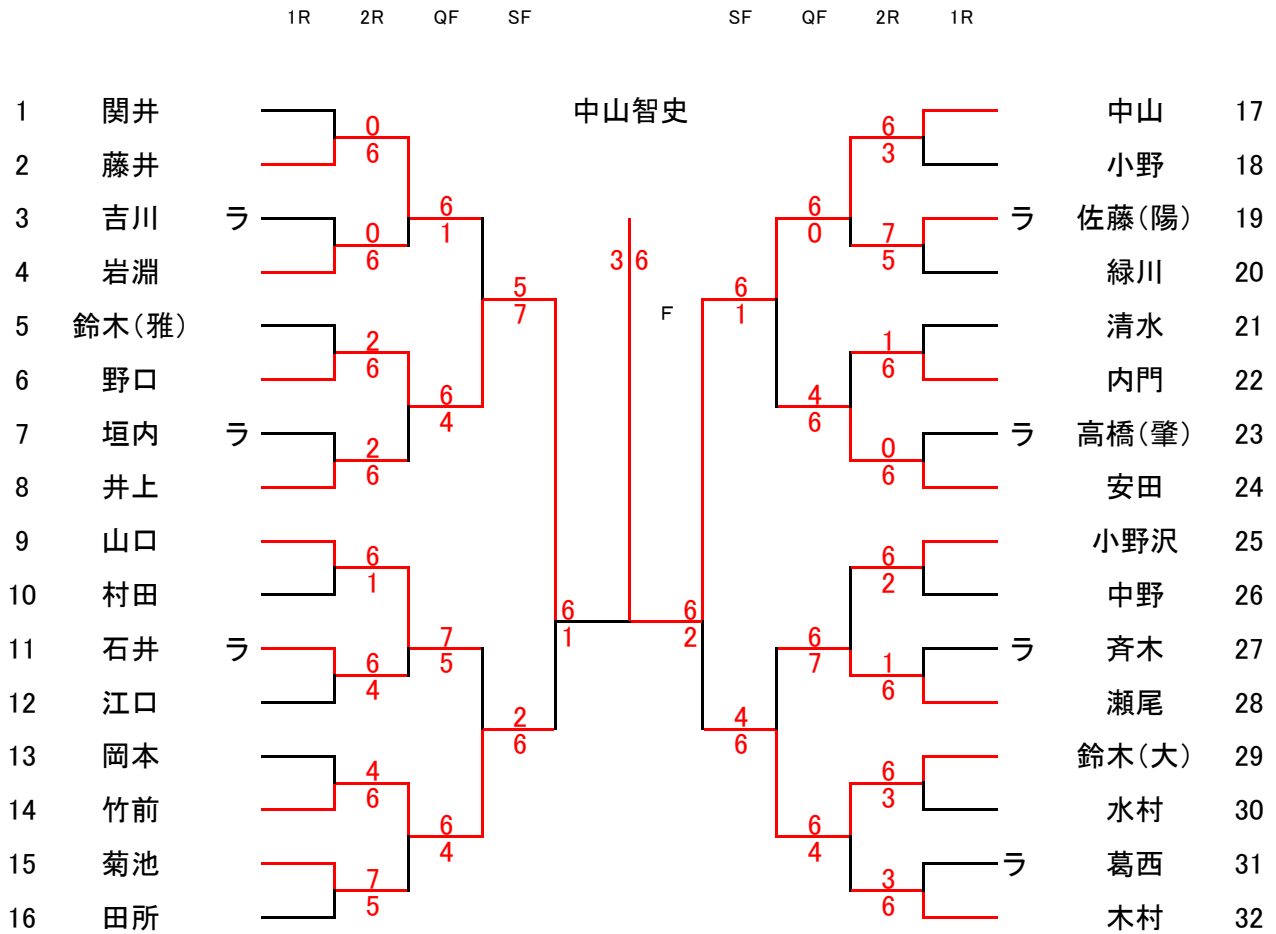 1R 2R QF SF SF QF 2R 1R
1 関井 中山智史 中山 17
0 6
6 3
2 藤井 小野 18
3 吉川 ラ 6 6 ラ 佐藤(陽) 19
0 1 0 7
6 3 6 5
4 岩淵 緑川 20
5 6
5 鈴木(雅) 7 F 1 清水 21
2 1
6 6
6 野口 内門 22
6 4
4 6
7 垣内 ラ ラ 高橋(肇) 23
2 0
6 6
8 井上 安田 24
9 山口 小野沢 25
6 6
1 2
10 村田 6 6 中野 26
1 2
11 石井 ラ 7 6 ラ 斉木 27
6 5 7 1
4 6
12 江口 瀬尾 28
2 4
6 6
13 岡本 鈴木(大) 29
4 6
6 3
14 竹前 水村 30
6 6
4 4
15 菊池 ラ 葛西 31
7 3
5 6
16 田所 木村 32